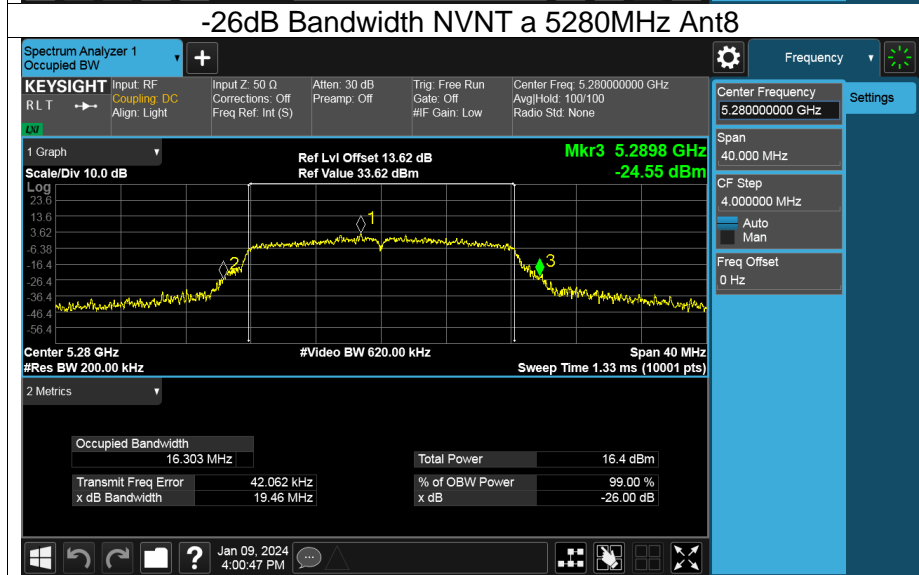 -26dB Bandwidth NVNT a 5280MHz Ant8
Spectrum Analyzer 1
Occupied BW
+
Frequency
KEYSIGHT
RLT
LXI
Input: RF
Coupling: DC
Align: Light
Input Z: 50 Ω
Corrections: Off
Freq Ref: Int (S)
Atten: 30 dB
Preamp: Off
Trig: Free Run
Gate: Off
#IF Gain: Low
Center Freq: 5.280000000 GHz
Avg|Hold: 100/100
Radio Std: None
Center Frequency
5.280000000 GHz
Settings
Span
40.000 MHz
CF Step
4.000000 MHz
Auto
Man
Freq Offset
0 Hz
1 Graph
Scale/Div 10.0 dB
Ref Lvl Offset 13.62 dB
Ref Value 33.62 dBm
Mkr3 5.2898 GHz
-24.55 dBm
Log
23.6
13.6
3.62
-6.38
-16.4
-26.4
-36.4
-46.4
-56.4
1
2
3
Center 5.28 GHz
#Res BW 200.00 kHz
#Video BW 620.00 kHz
Span 40 MHz
Sweep Time 1.33 ms (10001 pts)
2 Metrics
Occupied Bandwidth
16.303 MHz
Total Power 16.4 dBm
Transmit Freq Error 42.062 kHz
% of OBW Power 99.00 %
x dB Bandwidth 19.46 MHz
x dB -26.00 dB
?
Jan 09, 2024
4:00:47 PM